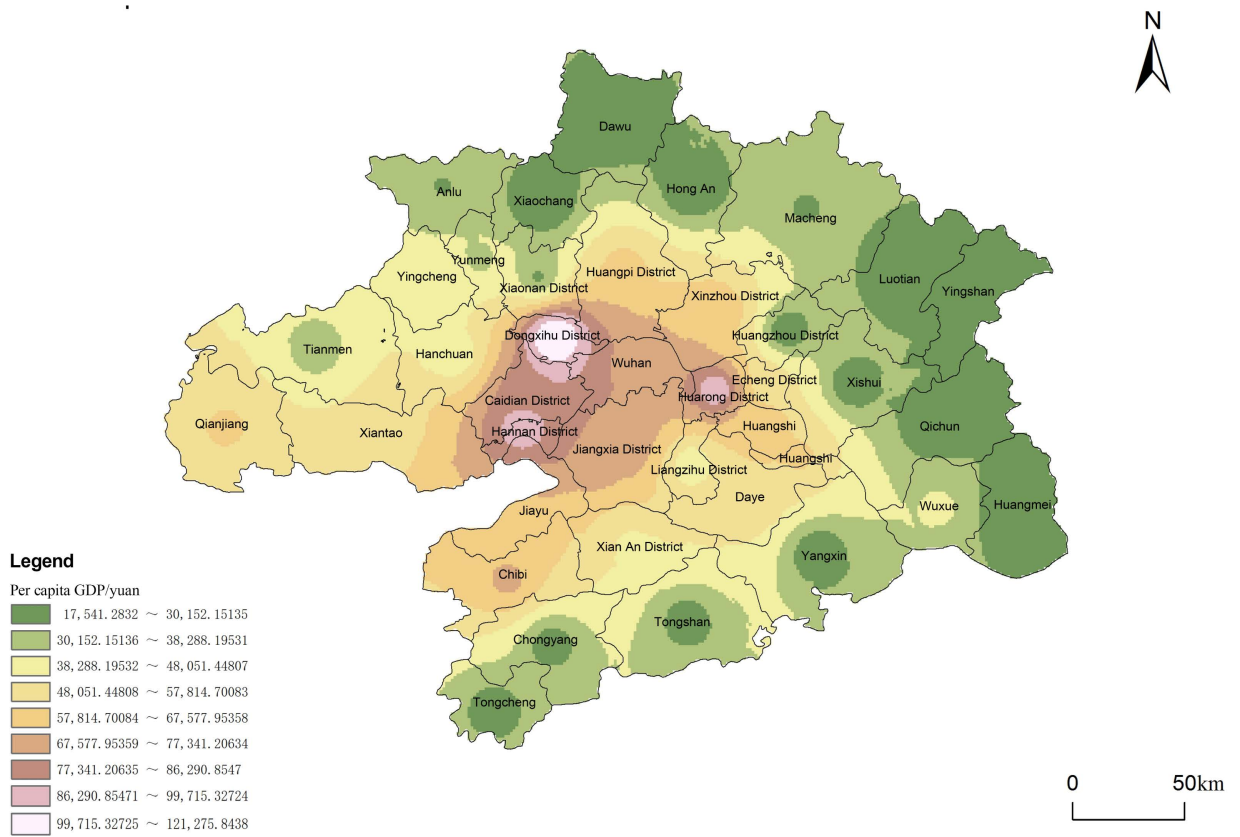 N
Dawu
Hong An
Anlu
Xiaochang
Macheng
Yunmeng
Huangpi District
Yingcheng
Luotian
Xiaonan District
Yingshan
Xinzhou District
Dongxihu District
Huangzhou District
Tianmen
Hanchuan
Wuhan
Echeng District
Xishui
Huarong District
Caidian District
Qianjiang
Xiantao
Hannan District
Huangshi
Qichun
Jiangxia District
Huangshi
Liangzihu District
Daye
Wuxue
Huangmei
Jiayu
Xian An District
Yangxin
Chibi
Tongshan
Chongyang
Tongcheng
Legend
Per capita GDP/yuan
17,541.2832 ～ 30,152.15135
30,152.15136 ～ 38,288.19531
38,288.19532 ～ 48,051.44807
48,051.44808 ～ 57,814.70083
57,814.70084 ～ 67,577.95358
67,577.95359 ～ 77,341.20634
77,341.20635 ～ 86,290.8547
86,290.85471 ～ 99,715.32724
99,715.32725 ～ 121,275.8438
0 50km